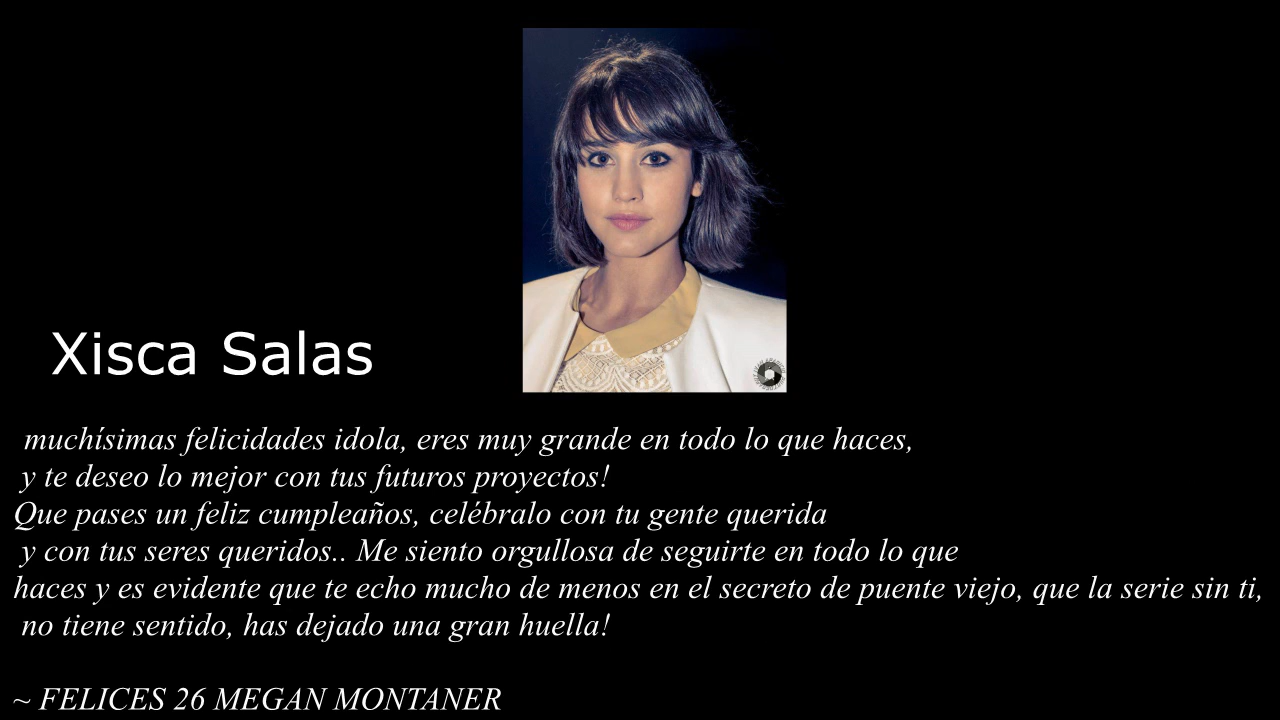 Xisca Salas
muchísimas felicidades idola, eres muy grande en todo lo que haces,
y te deseo lo mejor con tus futuros proyectos!
Que pases un feliz cumpleaños, celébralo con tu gente querida
y con tus seres queridos.. Me siento orgullosa de seguirte en todo lo que
haces y es evidente que te echo mucho de menos en el secreto de puente viejo, que la serie sin ti,
no tiene sentido, has dejado una gran huella!
~ FELICES 26 MEGAN MONTANER